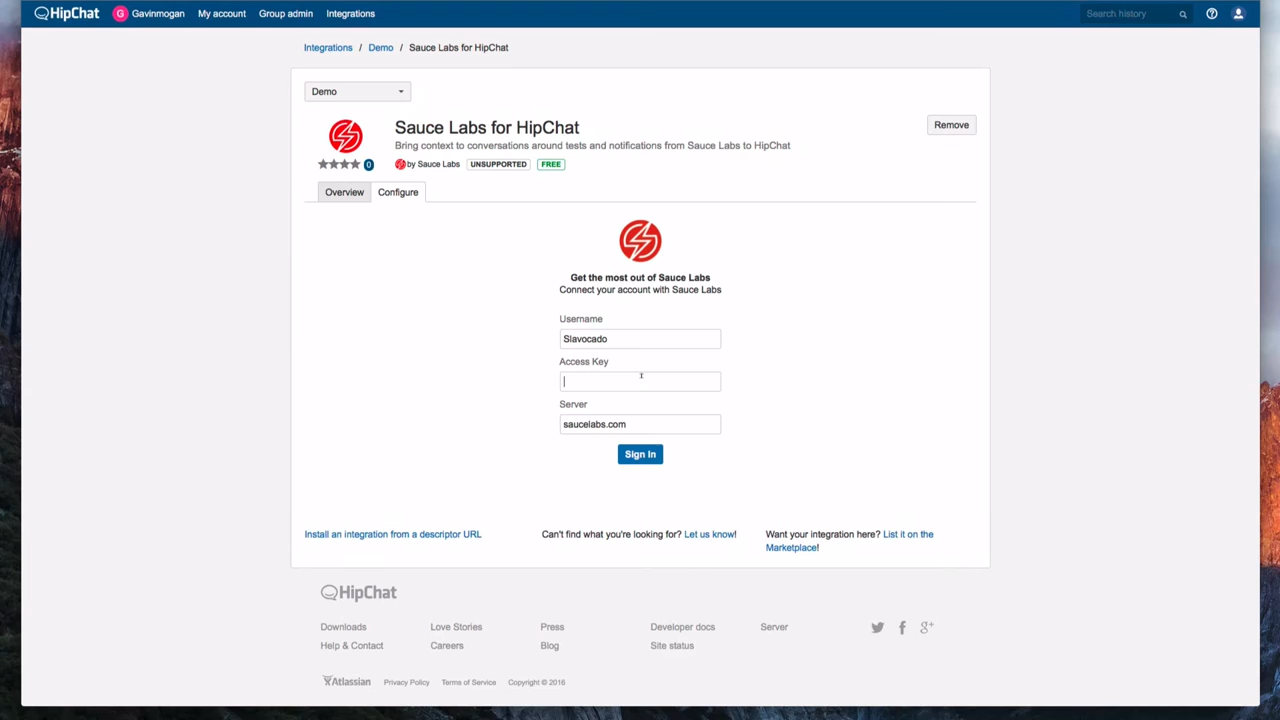 HipChat G Gavinmogan My account Group admin Integrations Search history
Integrations / Demo / Sauce Labs for HipChat
Demo
Sauce Labs for HipChat
Remove
Bring context to conversations around tests and notifications from Sauce Labs to HipChat
0 by Sauce Labs UNSUPPORTED FREE
Overview Configure
Get the most out of Sauce Labs
Connect your account with Sauce Labs
Username
Slavocado
Access Key
Server
saucelabs.com
Sign In
Install an integration from a descriptor URL
Can't find what you're looking for? Let us know!
Want your integration here? List it on the
Marketplace!
HipChat
Downloads Love Stories Press Developer docs Server
Help & Contact Careers Blog Site status
Atlassian Privacy Policy Terms of Service Copyright © 2016